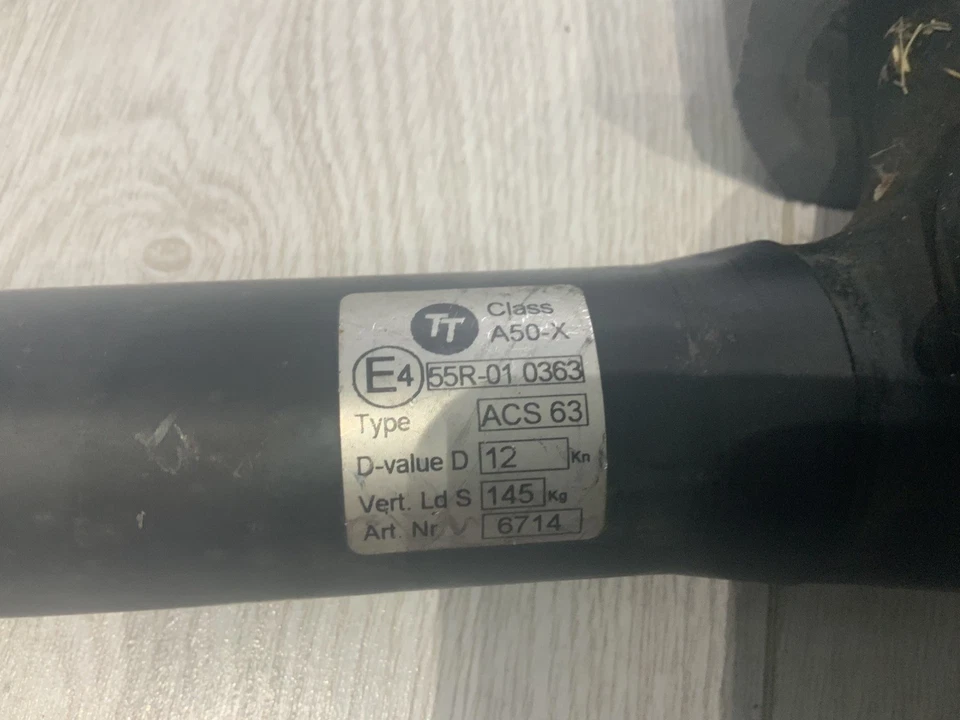 TT Class
A50-X
E4 55R-01 0363
Type ACS 63
D-value D 12 Kn
Vert. Ld S 145 Kg
Art. Nr 6714